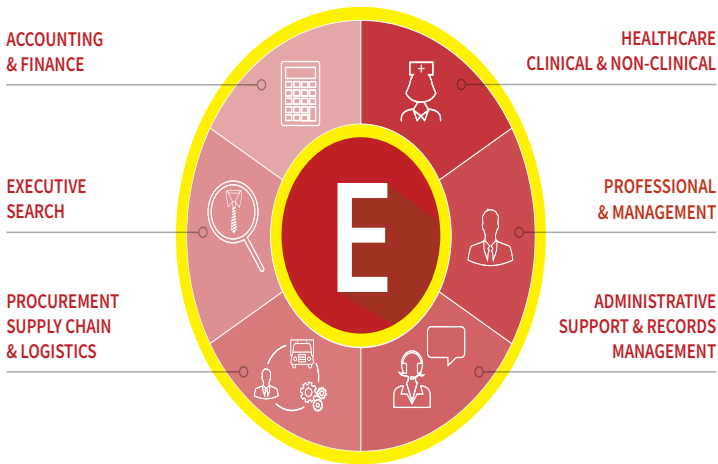 ACCOUNTING
& FINANCE
HEALTHCARE
CLINICAL & NON-CLINICAL
EXECUTIVE
SEARCH
E
PROFESSIONAL
& MANAGEMENT
PROCUREMENT
SUPPLY CHAIN
& LOGISTICS
ADMINISTRATIVE
SUPPORT & RECORDS
MANAGEMENT